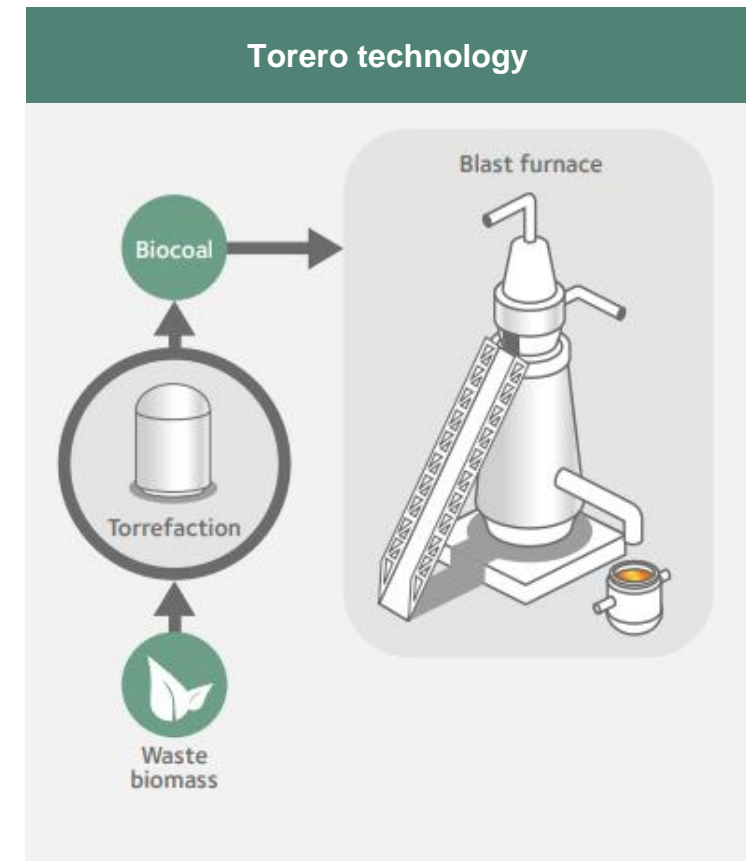 Torero technology
Blast furnace
Biocoal
Torrefaction
Waste
biomass